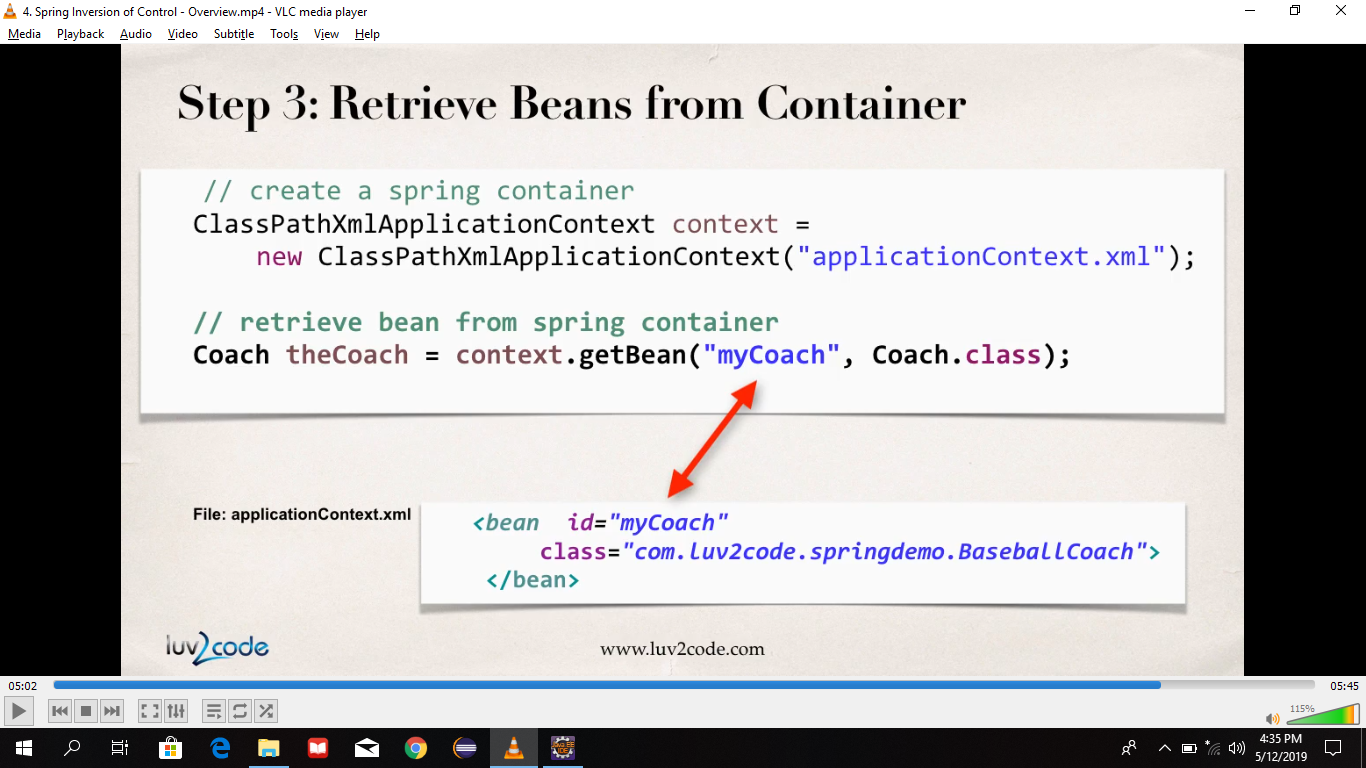 4. Spring Inversion of Control - Overview.mp4 - VLC media player
Media Playback Audio Video Subtitle Tools View Help
Step 3: Retrieve Beans from Container
// create a spring container
ClassPathXmlApplicationContext context =
new ClassPathXmlApplicationContext("applicationContext.xml");
// retrieve bean from spring container
Coach theCoach = context.getBean("myCoach", Coach.class);
File: applicationContext.xml
<bean id="myCoach"
class="com.luv2code.springdemo.BaseballCoach">
</bean>
luv2code
www.luv2code.com
05:02
05:45
115%
4:35 PM
5/12/2019